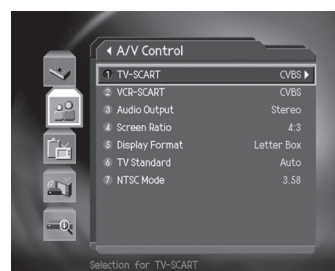 A/V Control
1 TV-SCART CVBS
2 VCR-SCART CVBS
3 Audio Output Stereo
4 Screen Ratio 4:3
5 Display Format Letter Box
6 TV Standard Auto
7 NTSC Mode 3.58
Selection for TV-SCART